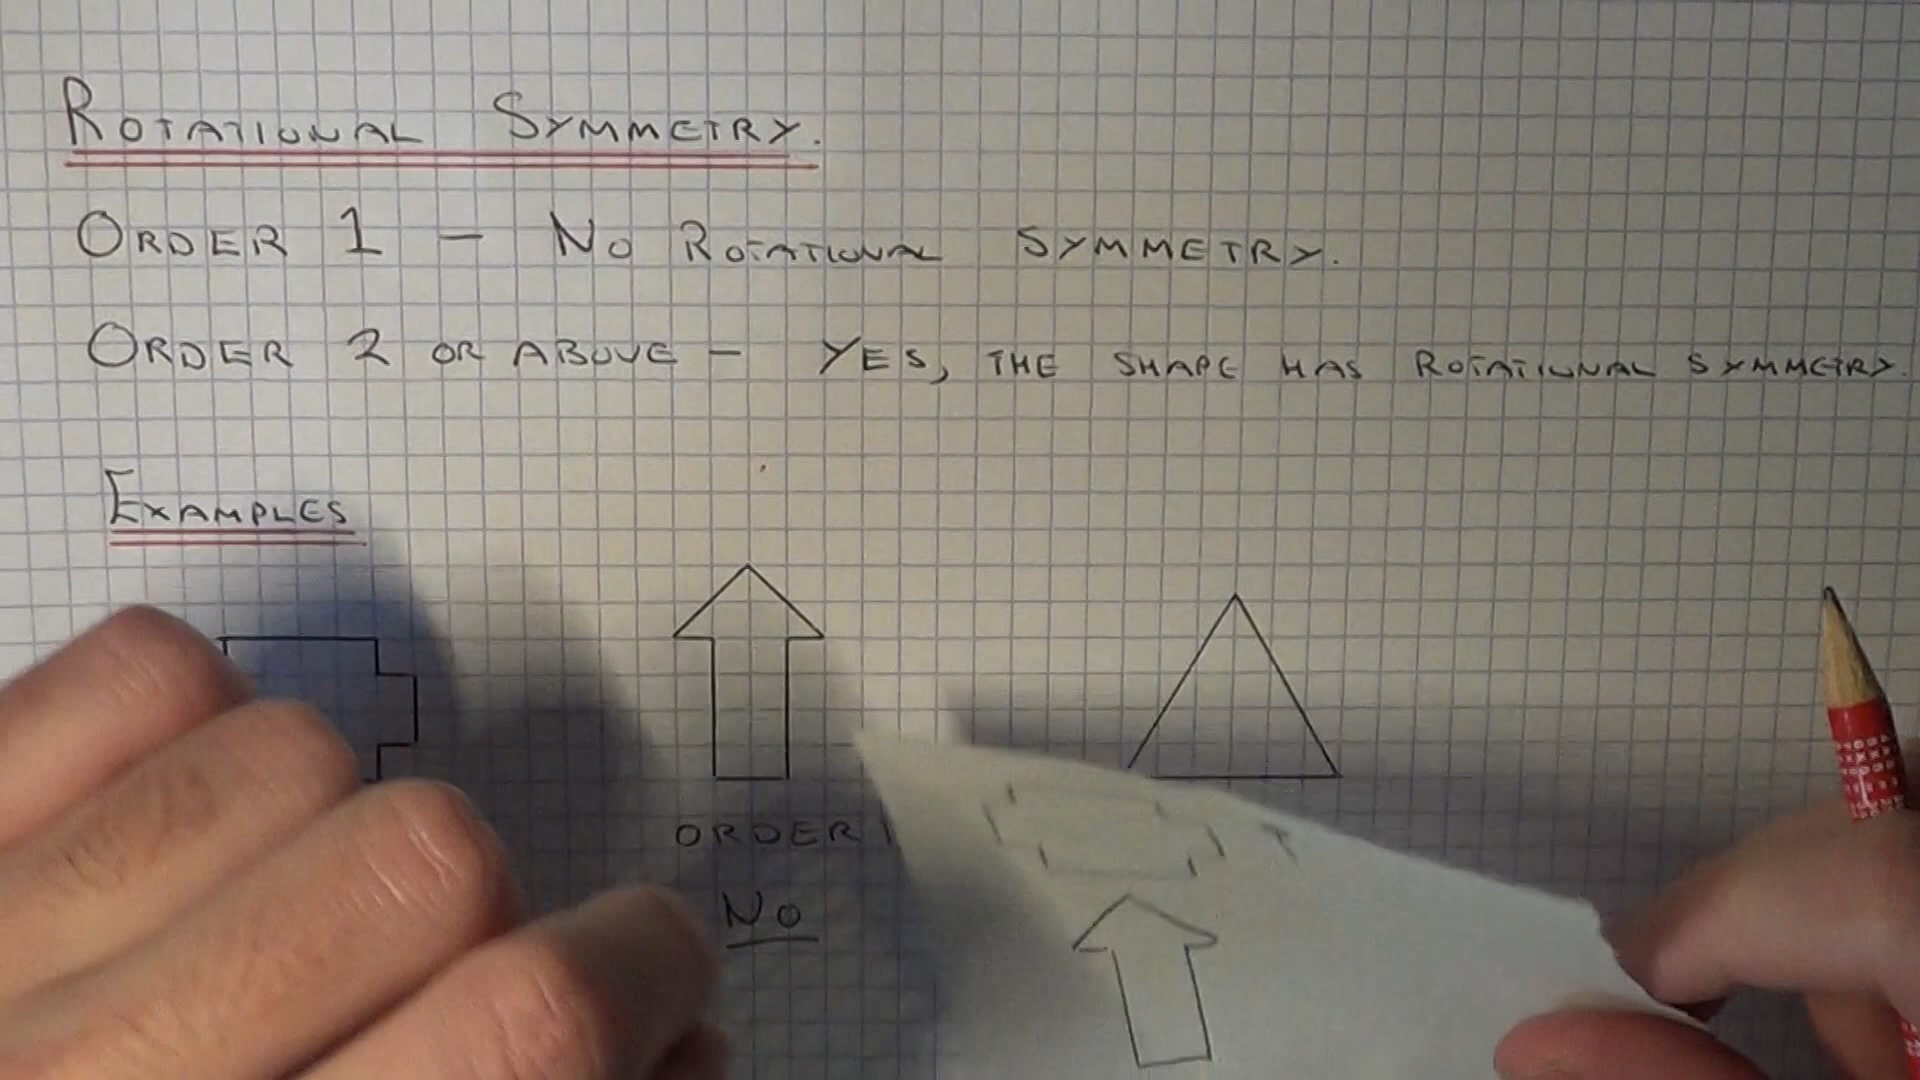 ROTATIONAL SYMMETRY.
ORDER 1 - NO ROTATIONAL SYMMETRY.
ORDER 2 OR ABOVE - YES, THE SHAPE HAS ROTATIONAL SYMMETRY.
EXAMPLES
ORDER 1
NO